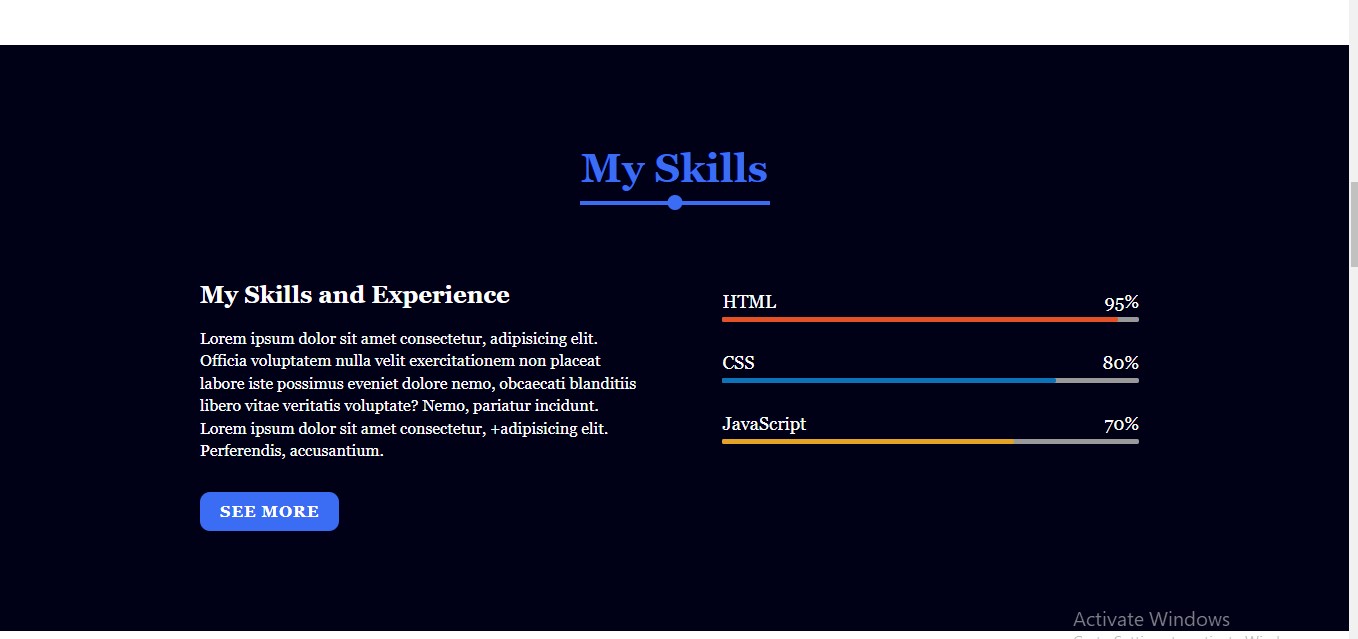 My Skills
My Skills and Experience
Lorem ipsum dolor sit amet consectetur, adipisicing elit.
Officia voluptatem nulla velit exercitationem non placeat
labore iste possimus eveniet dolore nemo, obcaecati blanditiis
libero vitae veritatis voluptate? Nemo, pariatur incidunt.
Lorem ipsum dolor sit amet consectetur, +adipisicing elit.
Perferendis, accusantium.
SEE MORE
HTML 95%
CSS 80%
JavaScript 70%
Activate Windows